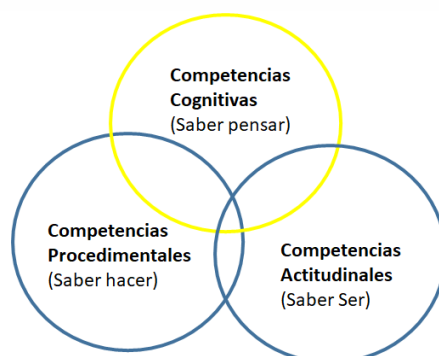 Competencias
Cognitivas
(Saber pensar)
Competencias
Procedimentales
(Saber hacer)
Competencias
Actitudinales
(Saber Ser)